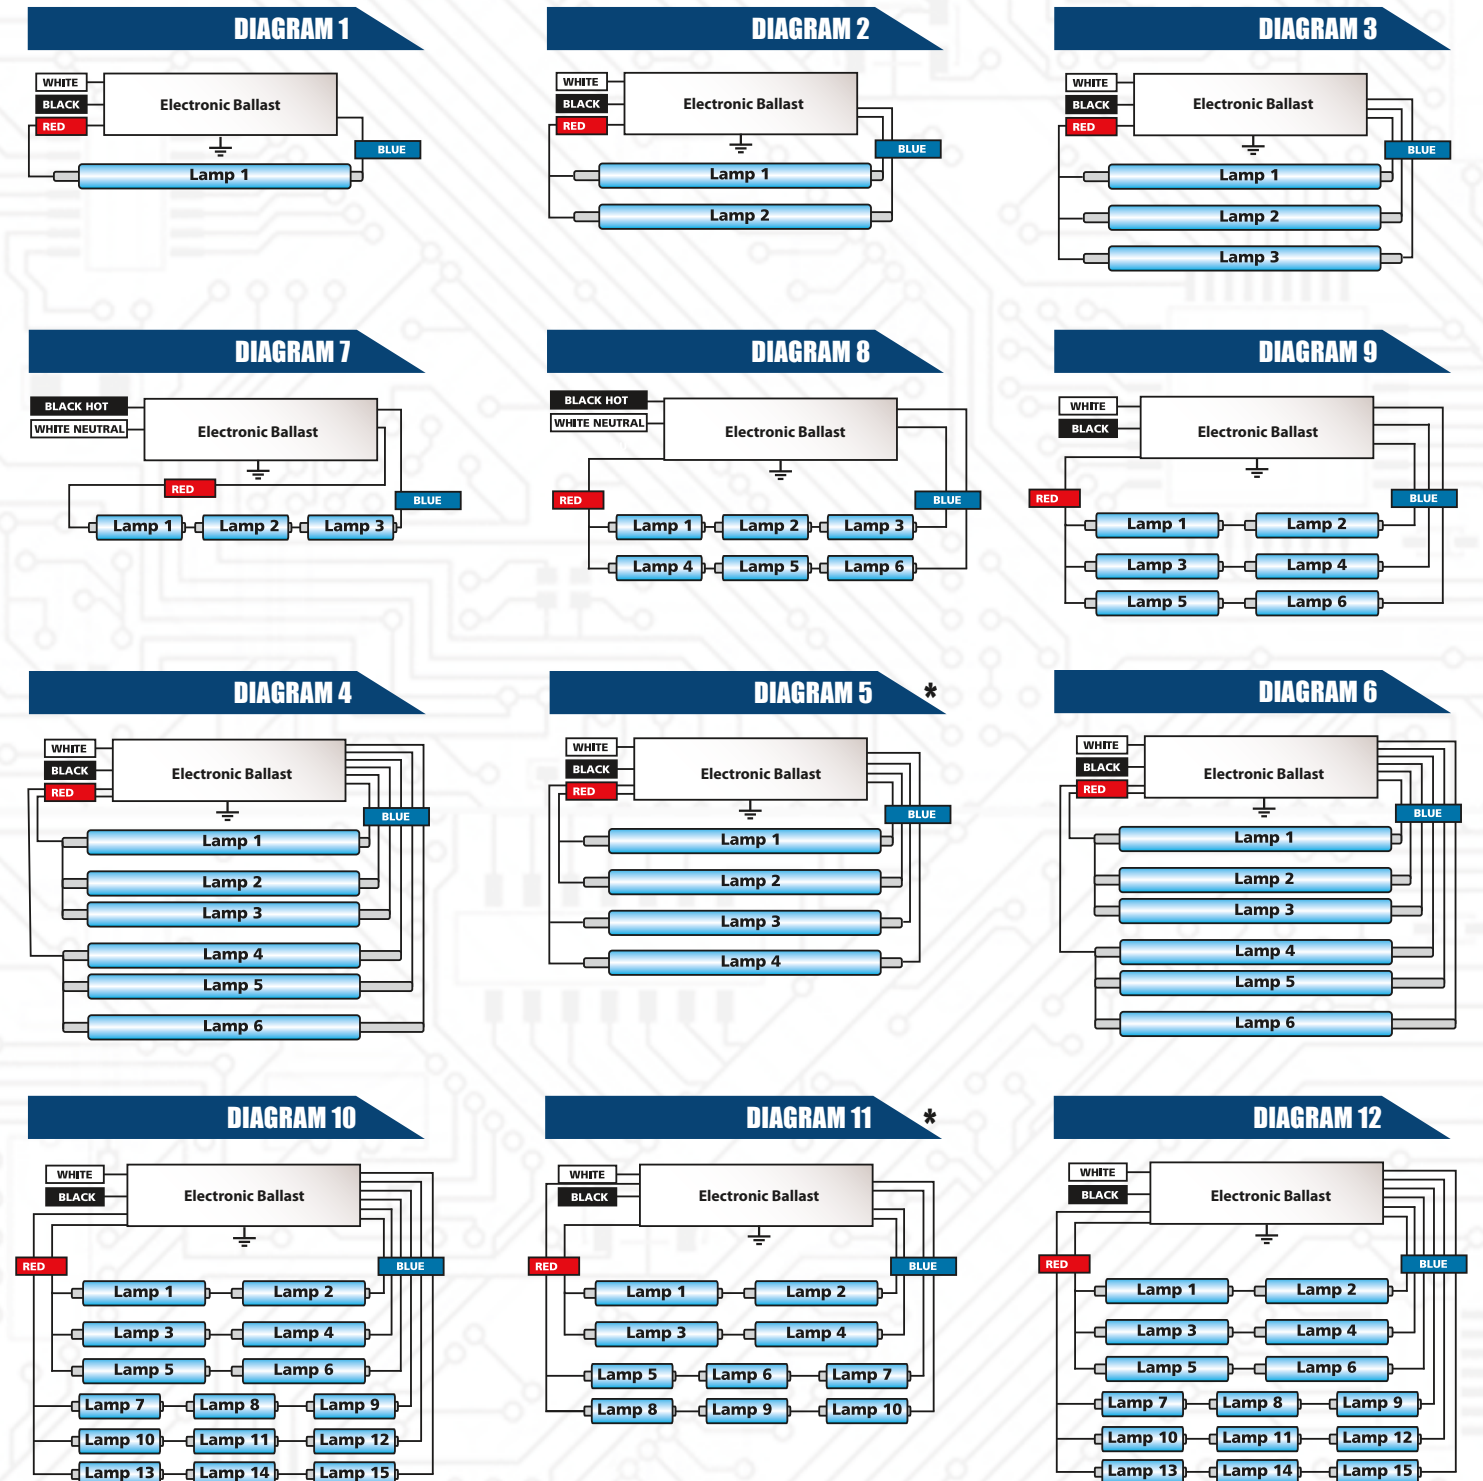 DIAGRAM 1
WHITE
BLACK
RED
Electronic Ballast
BLUE
Lamp 1
DIAGRAM 2
WHITE
BLACK
RED
Electronic Ballast
BLUE
Lamp 1
Lamp 2
DIAGRAM 3
WHITE
BLACK
RED
Electronic Ballast
BLUE
Lamp 1
Lamp 2
Lamp 3
DIAGRAM 7
BLACK HOT
WHITE NEUTRAL
Electronic Ballast
RED
BLUE
Lamp 1 Lamp 2 Lamp 3
DIAGRAM 8
BLACK HOT
WHITE NEUTRAL
Electronic Ballast
RED
BLUE
Lamp 1 Lamp 2 Lamp 3
Lamp 4 Lamp 5 Lamp 6
DIAGRAM 9
WHITE
BLACK
Electronic Ballast
RED
BLUE
Lamp 1 Lamp 2
Lamp 3 Lamp 4
Lamp 5 Lamp 6
DIAGRAM 4
WHITE
BLACK
RED
Electronic Ballast
BLUE
Lamp 1
Lamp 2
Lamp 3
Lamp 4
Lamp 5
Lamp 6
DIAGRAM 5 *
WHITE
BLACK
RED
Electronic Ballast
BLUE
Lamp 1
Lamp 2
Lamp 3
Lamp 4
DIAGRAM 6
WHITE
BLACK
RED
Electronic Ballast
BLUE
Lamp 1
Lamp 2
Lamp 3
Lamp 4
Lamp 5
Lamp 6
DIAGRAM 10
WHITE
BLACK
Electronic Ballast
RED
BLUE
Lamp 1 Lamp 2
Lamp 3 Lamp 4
Lamp 5 Lamp 6
Lamp 7 Lamp 8 Lamp 9
Lamp 10 Lamp 11 Lamp 12
Lamp 13 Lamp 14 Lamp 15
DIAGRAM 11 *
WHITE
BLACK
Electronic Ballast
RED
BLUE
Lamp 1 Lamp 2
Lamp 3 Lamp 4
Lamp 5 Lamp 6 Lamp 7
Lamp 8 Lamp 9 Lamp 10
DIAGRAM 12
WHITE
BLACK
Electronic Ballast
RED
BLUE
Lamp 1 Lamp 2
Lamp 3 Lamp 4
Lamp 5 Lamp 6
Lamp 7 Lamp 8 Lamp 9
Lamp 10 Lamp 11 Lamp 12
Lamp 13 Lamp 14 Lamp 15